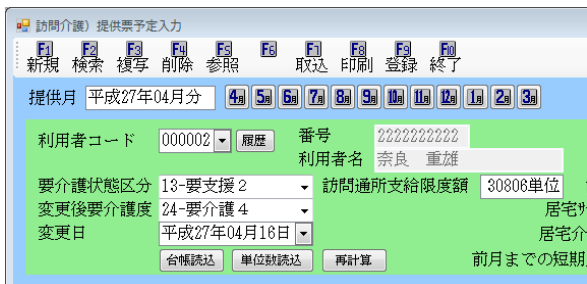 訪問介護）提供票予定入力
F1 F2 F3 F4 F5 F6 F7 F8 F9 F10
新規 検索 複写 削除 参照 取込 印刷 登録 終了
提供月 平成27年04月分 4月 5月 6月 7月 8月 9月 10月 11月 12月 1月 2月 3月
利用者コード 000002 履歴 番号 2222222222
利用者名 奈良 重雄
要介護状態区分 13-要支援2 訪問通所支給限度額 30806単位
変更後要介護度 24-要介護4 居宅サ
変更日 平成27年04月16日 居宅介
台帳読込 単位数読込 再計算 前月までの短期